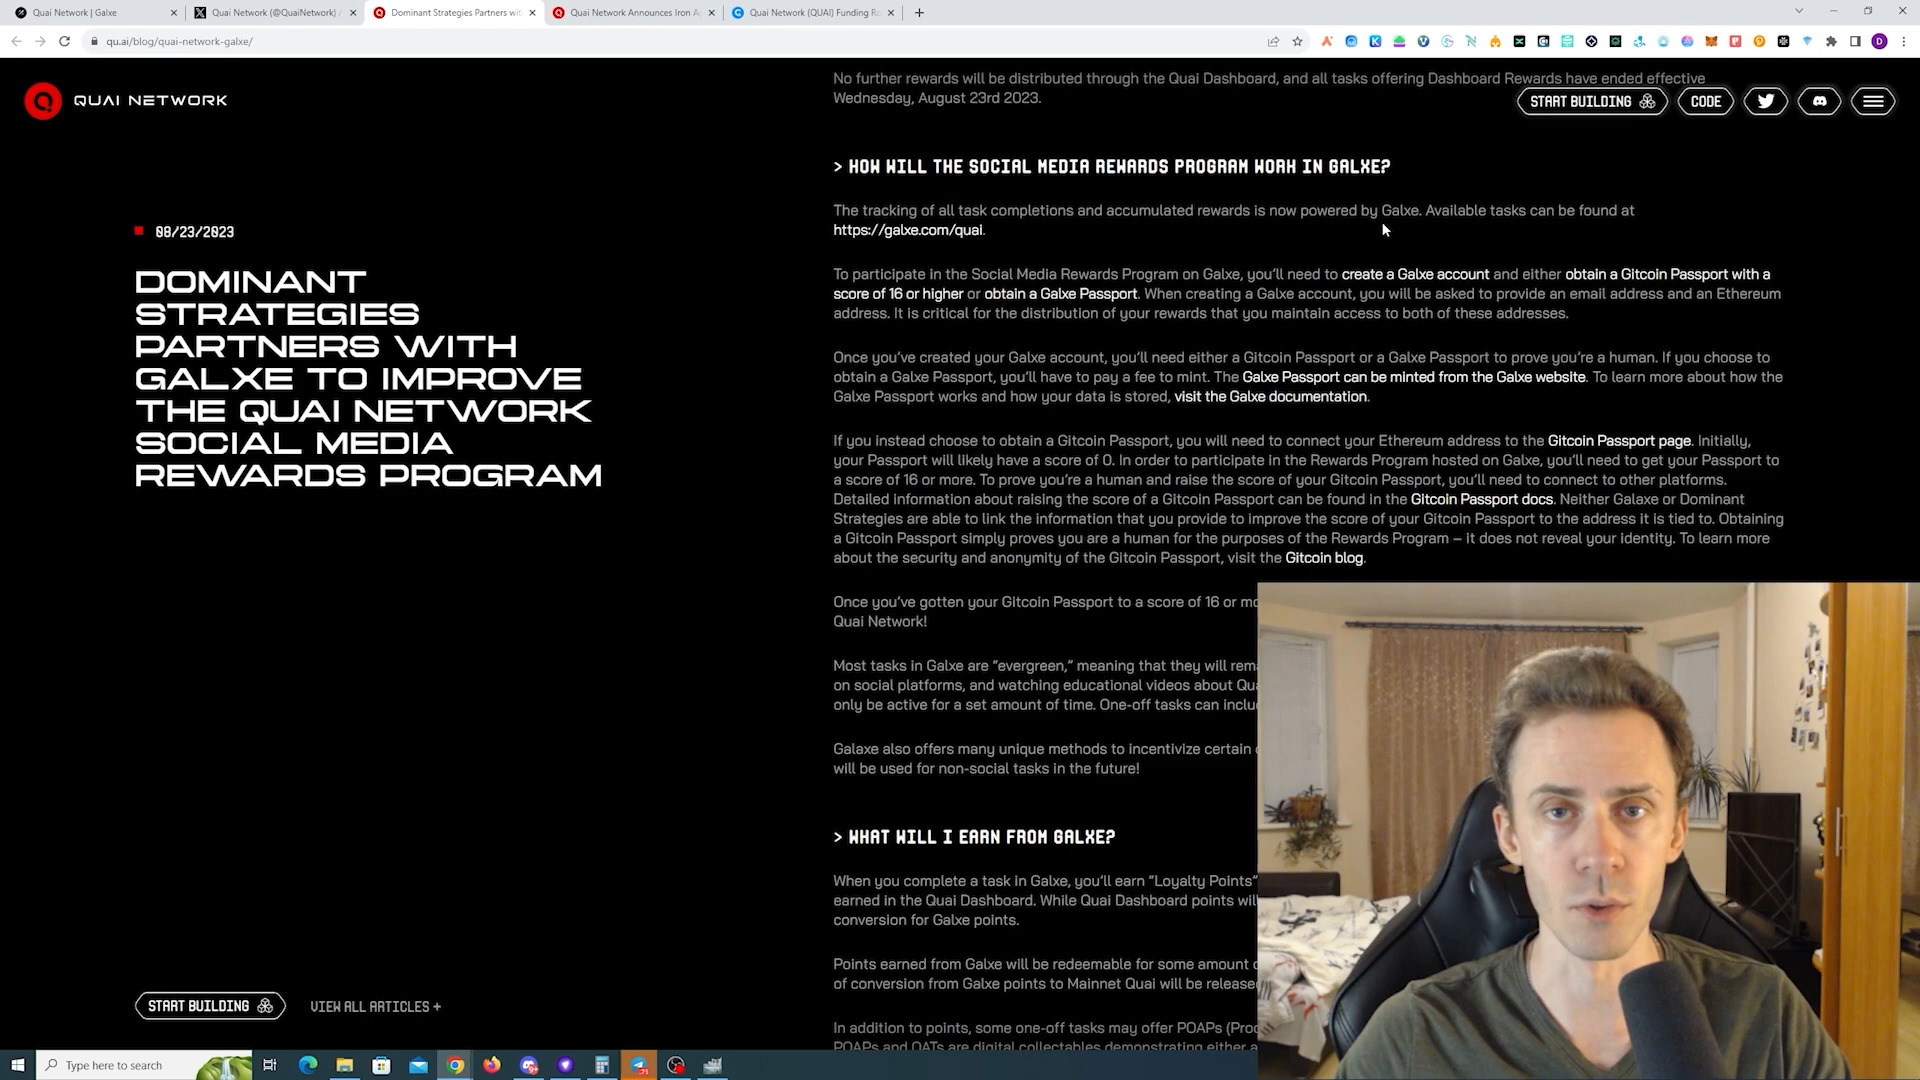 Quai Network | Galxe
Quai Network (@QuaiNetwork) /
Dominant Strategies Partners wit
Quai Network Announces Iron A
Quai Network (QUAI) Funding Ro
qu.ai/blog/quai-network-galxe/
No further rewards will be distributed through the Quai Dashboard, and all tasks offering Dashboard Rewards have ended effective
Wednesday, August 23rd 2023.
QUAI NETWORK
START BUILDING
CODE
> HOW WILL THE SOCIAL MEDIA REWARDS PROGRAM WORK IN GALXE?
The tracking of all task completions and accumulated rewards is now powered by Galxe. Available tasks can be found at
https://galxe.com/quai.
08/23/2023
DOMINANT
STRATEGIES
PARTNERS WITH
GALXE TO IMPROVE
THE QUAI NETWORK
SOCIAL MEDIA
REWARDS PROGRAM
To participate in the Social Media Rewards Program on Galxe, you'll need to create a Galxe account and either obtain a Gitcoin Passport with a
score of 16 or higher or obtain a Galxe Passport. When creating a Galxe account, you will be asked to provide an email address and an Ethereum
address. It is critical for the distribution of your rewards that you maintain access to both of these addresses.
Once you've created your Galxe account, you'll need either a Gitcoin Passport or a Galxe Passport to prove you're a human. If you choose to
obtain a Galxe Passport, you'll have to pay a fee to mint. The Galxe Passport can be minted from the Galxe website. To learn more about how the
Galxe Passport works and how your data is stored, visit the Galxe documentation.
If you instead choose to obtain a Gitcoin Passport, you will need to connect your Ethereum address to the Gitcoin Passport page. Initially,
your Passport will likely have a score of 0. In order to participate in the Rewards Program hosted on Galxe, you'll need to get your Passport to
a score of 16 or more. To prove you're a human and raise the score of your Gitcoin Passport, you'll need to connect to other platforms.
Detailed information about raising the score of a Gitcoin Passport can be found in the Gitcoin Passport docs. Neither Galaxe or Dominant
Strategies are able to link the information that you provide to improve the score of your Gitcoin Passport to the address it is tied to. Obtaining
a Gitcoin Passport simply proves you are a human for the purposes of the Rewards Program – it does not reveal your identity. To learn more
about the security and anonymity of the Gitcoin Passport, visit the Gitcoin blog.
Once you've gotten your Gitcoin Passport to a score of 16 or mo
Quai Network!
Most tasks in Galxe are "evergreen," meaning that they will rema
on social platforms, and watching educational videos about Qua
only be active for a set amount of time. One-off tasks can inclu
Galaxe also offers many unique methods to incentivize certain
will be used for non-social tasks in the future!
> WHAT WILL I EARN FROM GALXE?
When you complete a task in Galxe, you'll earn "Loyalty Points"
earned in the Quai Dashboard. While Quai Dashboard points wil
conversion for Galxe points.
Points earned from Galxe will be redeemable for some amount
of conversion from Galxe points to Mainnet Quai will be release
In addition to points, some one-off tasks may offer POAPs (Proo
POAPs and OATs are digital collectables demonstrating either a
START BUILDING
VIEW ALL ARTICLES +
Type here to search